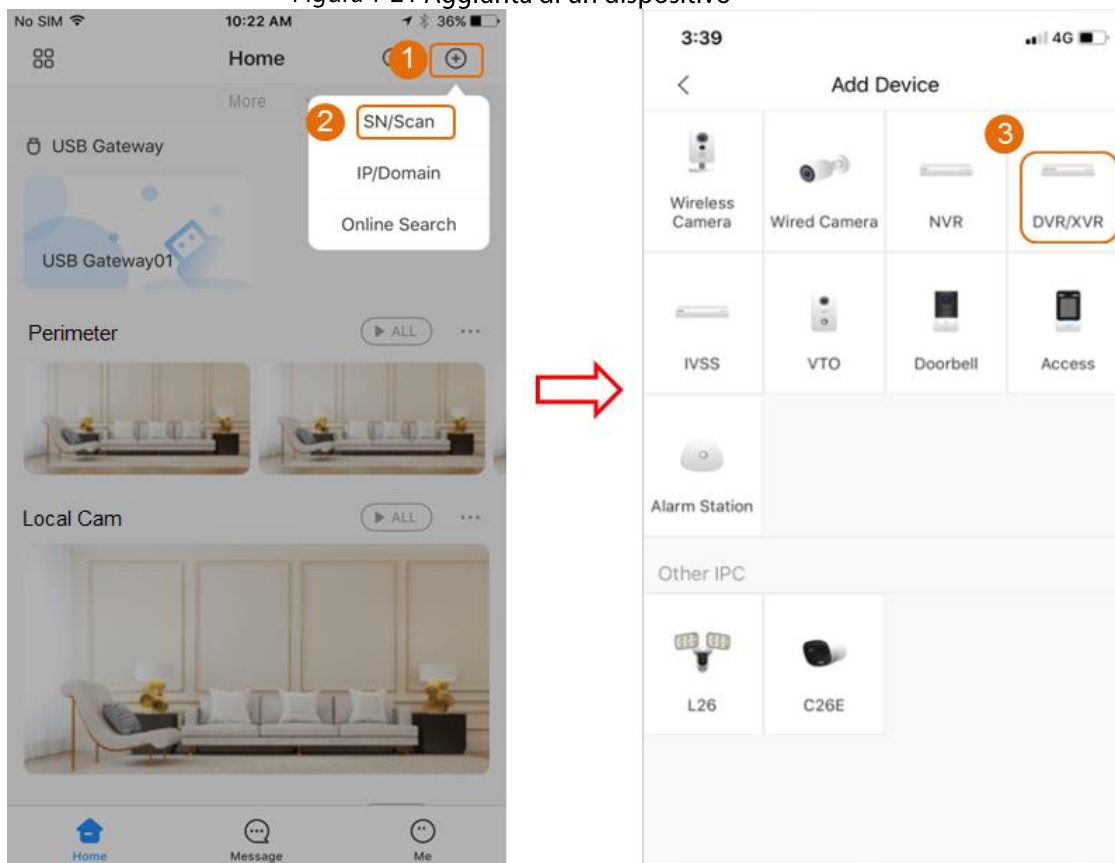 Figura 1-21 Aggiunta di un dispositivo
No SIM 10:22 AM 36%
Home
1
More
2 SN/Scan
IP/Domain
Online Search
USB Gateway
USB Gateway01
Perimeter ALL ...
Local Cam ALL ...
Home Message Me
3:39 4G
< Add Device
3
Wireless
Camera Wired Camera NVR DVR/XVR
IVSS VTO Doorbell Access
Alarm Station
Other IPC
L26 C26E